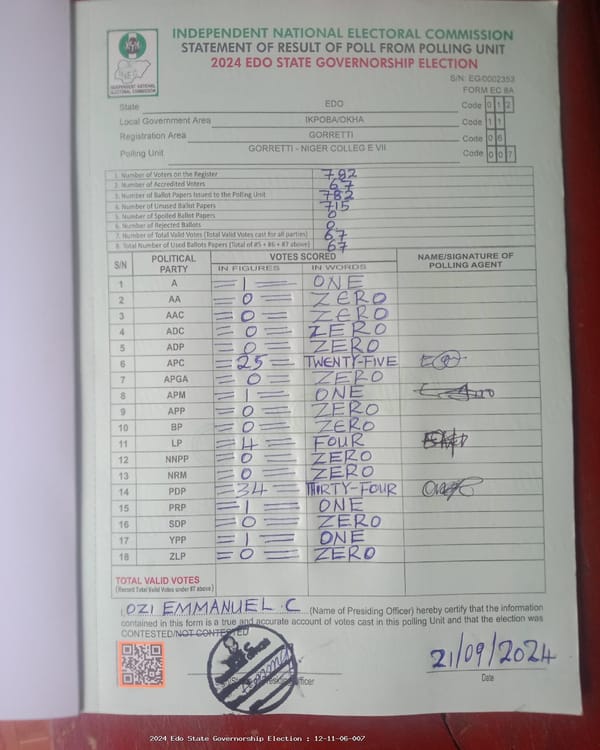 INDEPENDENT NATIONAL ELECTORAL COMMISSION
STATEMENT OF RESULT OF POLL FROM POLLING UNIT
2024 EDO STATE GOVERNORSHIP ELECTION
INEC
INDEPENDENT NATIONAL ELECTORAL COMMISSION
S/N: EG/0002353
FORM EC 8A
State EDO Code 0 1 2
Local Government Area IKPOBA/OKHA Code 1 1
Registration Area GORRETTI Code 0 6
Polling Unit GORRETTI - NIGER COLLEG E VII Code 0 0 7
1. Number of Voters on the Register 782
2. Number of Accredited Voters 67
3. Number of Ballot Papers Issued to the Polling Unit 782
4. Number of Unused Ballot Papers 715
5. Number of Spoiled Ballot Papers 0
6. Number of Rejected Ballots 0
7. Number of Total Valid Votes (Total Valid Votes cast for all parties) 67
8. Total Number of Used Ballots Papers (Total of #5 + #6 + #7 above) 67
S/N POLITICAL PARTY VOTES SCORED NAME/SIGNATURE OF POLLING AGENT
IN FIGURES IN WORDS
1 A =1= ONE
2 AA =0= ZERO
3 AAC =0= ZERO
4 ADC =0= ZERO
5 ADP =0= ZERO
6 APC =25= TWENTY-FIVE
7 APGA =0= ZERO
8 APM =1= ONE
9 APP =0= ZERO
10 BP =0= ZERO
11 LP =4= FOUR
12 NNPP =0= ZERO
13 NRM =0= ZERO
14 PDP =34= THIRTY-FOUR
15 PRP =1= ONE
16 SDP =0= ZERO
17 YPP =1= ONE
18 ZLP =0= ZERO
TOTAL VALID VOTES
(Record Total Valid Votes under #7 above)
I OZI EMMANUEL C (Name of Presiding Officer) hereby certify that the information
contained in this form is a true and accurate account of votes cast in this polling Unit and that the election was
CONTESTED/NOT CONTESTED
21/09/2024
Officer
Date
2024 Edo State Governorship Election : 12-11-06-007